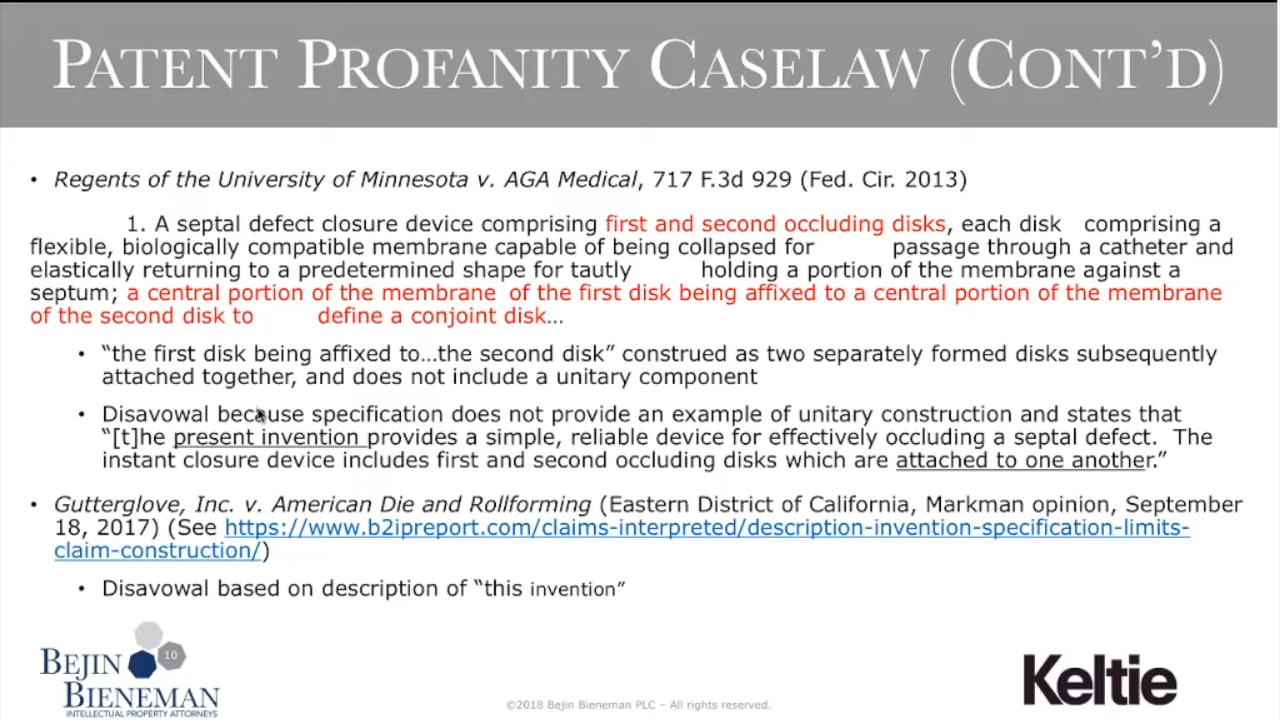 PATENT PROFANITY CASELAW (CONT'D)
• Regents of the University of Minnesota v. AGA Medical, 717 F.3d 929 (Fed. Cir. 2013)
1. A septal defect closure device comprising first and second occluding disks, each disk comprising a
flexible, biologically compatible membrane capable of being collapsed for passage through a catheter and
elastically returning to a predetermined shape for tautly holding a portion of the membrane against a
septum; a central portion of the membrane of the first disk being affixed to a central portion of the membrane
of the second disk to define a conjoint disk…
• “the first disk being affixed to…the second disk” construed as two separately formed disks subsequently
attached together, and does not include a unitary component
• Disavowal because specification does not provide an example of unitary construction and states that
“[t]he present invention provides a simple, reliable device for effectively occluding a septal defect. The
instant closure device includes first and second occluding disks which are attached to one another.”
• Gutterglove, Inc. v. American Die and Rollforming (Eastern District of California, Markman opinion, September
18, 2017) (See https://www.b2ipreport.com/claims-interpreted/description-invention-specification-limits-
claim-construction/)
• Disavowal based on description of “this invention”
10
BEJIN
BIENEMAN
INTELLECTUAL PROPERTY ATTORNEYS
©2018 Bejin Bieneman PLC – All rights reserved.
Keltie